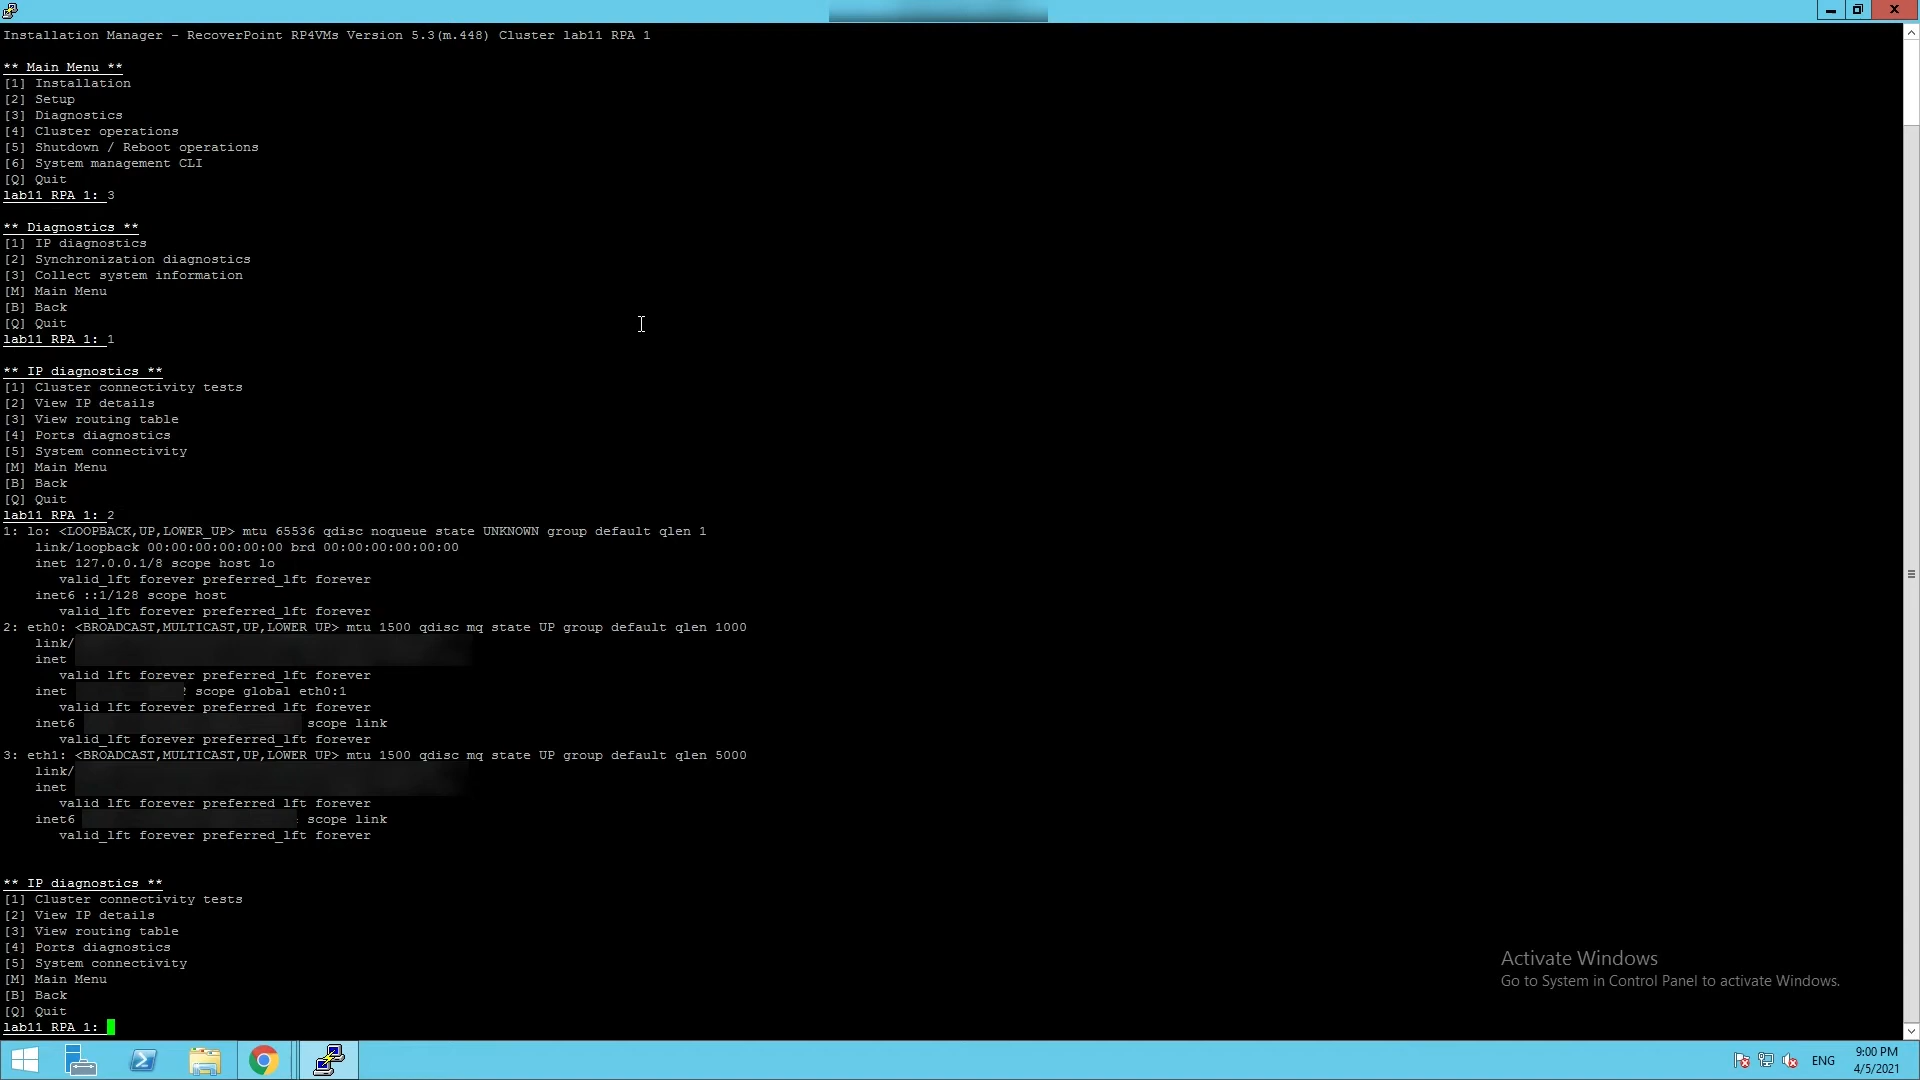 Installation Manager - RecoverPoint RP4VMs Version 5.3(m.448) Cluster lab11 RPA 1
** Main Menu **
[1] Installation
[2] Setup
[3] Diagnostics
[4] Cluster operations
[5] Shutdown / Reboot operations
[6] System management CLI
[Q] Quit
lab11 RPA 1: 3
** Diagnostics **
[1] IP diagnostics
[2] Synchronization diagnostics
[3] Collect system information
[M] Main Menu
[B] Back
[Q] Quit
lab11 RPA 1: 1
** IP diagnostics **
[1] Cluster connectivity tests
[2] View IP details
[3] View routing table
[4] Ports diagnostics
[5] System connectivity
[M] Main Menu
[B] Back
[Q] Quit
lab11 RPA 1: 2
1: lo: <LOOPBACK,UP,LOWER_UP> mtu 65536 qdisc noqueue state UNKNOWN group default qlen 1
link/loopback 00:00:00:00:00:00 brd 00:00:00:00:00:00
inet 127.0.0.1/8 scope host lo
valid_lft forever preferred_lft forever
inet6 ::1/128 scope host
valid_lft forever preferred_lft forever
2: eth0: <BROADCAST,MULTICAST,UP,LOWER_UP> mtu 1500 qdisc mq state UP group default qlen 1000
link/
inet
valid_lft forever preferred_lft forever
inet scope global eth0:1
valid_lft forever preferred_lft forever
inet6 scope link
valid_lft forever preferred_lft forever
3: eth1: <BROADCAST,MULTICAST,UP,LOWER_UP> mtu 1500 qdisc mq state UP group default qlen 5000
link/
inet
valid_lft forever preferred_lft forever
inet6 scope link
valid_lft forever preferred_lft forever
** IP diagnostics **
[1] Cluster connectivity tests
[2] View IP details
[3] View routing table
[4] Ports diagnostics
[5] System connectivity
[M] Main Menu
[B] Back
[Q] Quit
lab11 RPA 1:
Activate Windows
Go to System in Control Panel to activate Windows.
ENG
9:00 PM
4/5/2021